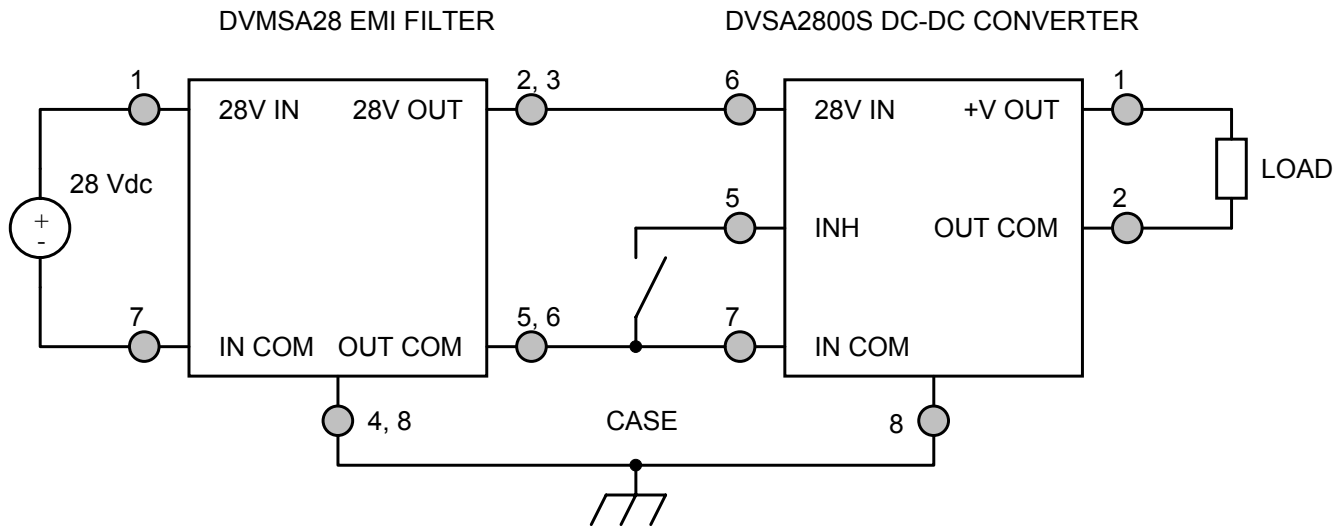 DVMSA28 EMI FILTER
DVSA2800S DC-DC CONVERTER
1
2, 3
6
1
28V IN
28V OUT
28V IN
+V OUT
28 Vdc
LOAD
+
-
5
2
INH
OUT COM
7
5, 6
7
IN COM
OUT COM
IN COM
4, 8
CASE
8